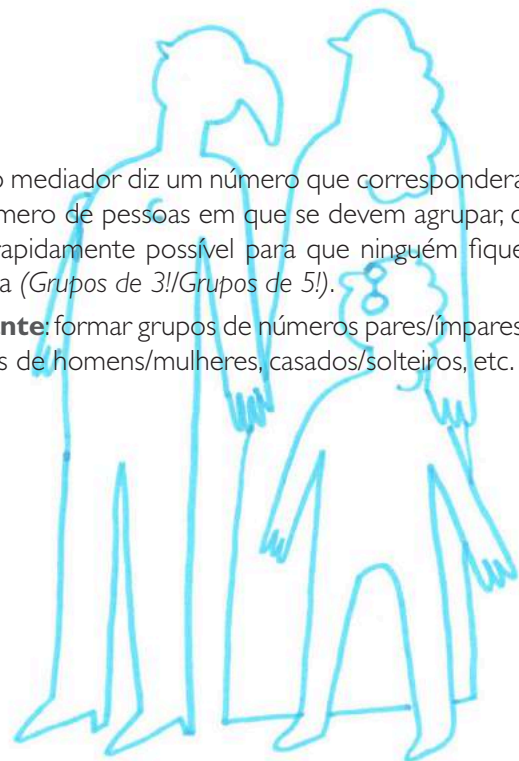 o mediador diz um número que corresponderá
mero de pessoas em que se devem agrupar, o
rapidamente possível para que ninguém fique
a (Grupos de 3!/Grupos de 5!).
nte: formar grupos de números pares/ímpares
s de homens/mulheres, casados/solteiros, etc.